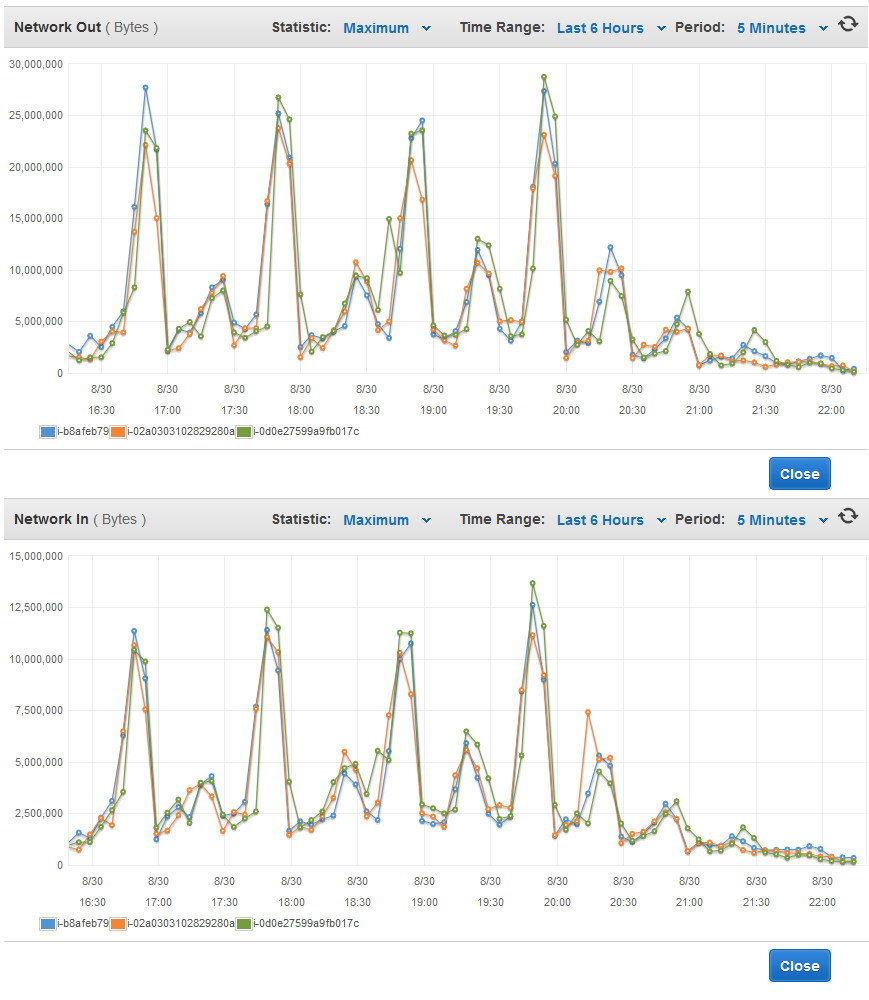 Network Out ( Bytes ) Statistic: Maximum Time Range: Last 6 Hours Period: 5 Minutes
30,000,000
25,000,000
20,000,000
15,000,000
10,000,000
5,000,000
0
8/30 8/30 8/30 8/30 8/30 8/30 8/30 8/30 8/30 8/30 8/30 8/30
16:30 17:00 17:30 18:00 18:30 19:00 19:30 20:00 20:30 21:00 21:30 22:00
i-b8afeb79 i-02a0303102829280a i-0d0e27599a9fb017c
Close
Network In ( Bytes ) Statistic: Maximum Time Range: Last 6 Hours Period: 5 Minutes
15,000,000
12,500,000
10,000,000
7,500,000
5,000,000
2,500,000
0
8/30 8/30 8/30 8/30 8/30 8/30 8/30 8/30 8/30 8/30 8/30 8/30
16:30 17:00 17:30 18:00 18:30 19:00 19:30 20:00 20:30 21:00 21:30 22:00
i-b8afeb79 i-02a0303102829280a i-0d0e27599a9fb017c
Close